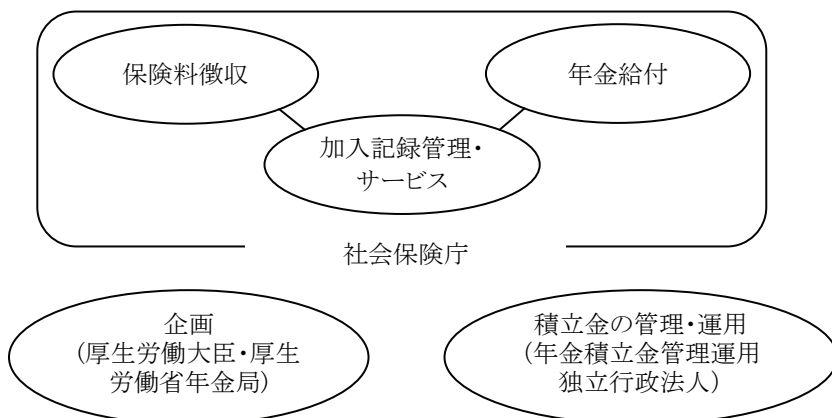 保険料徴収
年金給付
加入記録管理・
サービス
社会保険庁
企画
(厚生労働大臣・厚生
労働省年金局)
積立金の管理・運用
(年金積立金管理運用
独立行政法人)